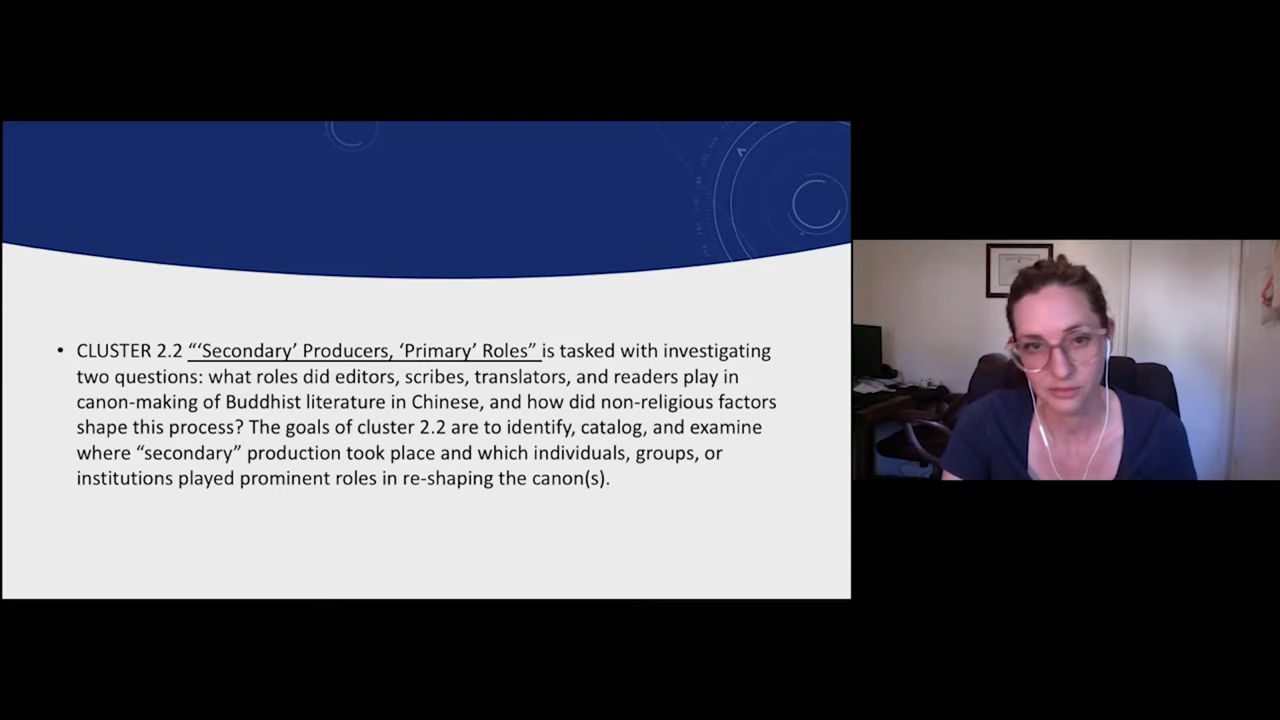 • CLUSTER 2.2 “‘Secondary’ Producers, ‘Primary’ Roles” is tasked with investigating
two questions: what roles did editors, scribes, translators, and readers play in
canon-making of Buddhist literature in Chinese, and how did non-religious factors
shape this process? The goals of cluster 2.2 are to identify, catalog, and examine
where “secondary” production took place and which individuals, groups, or
institutions played prominent roles in re-shaping the canon(s).